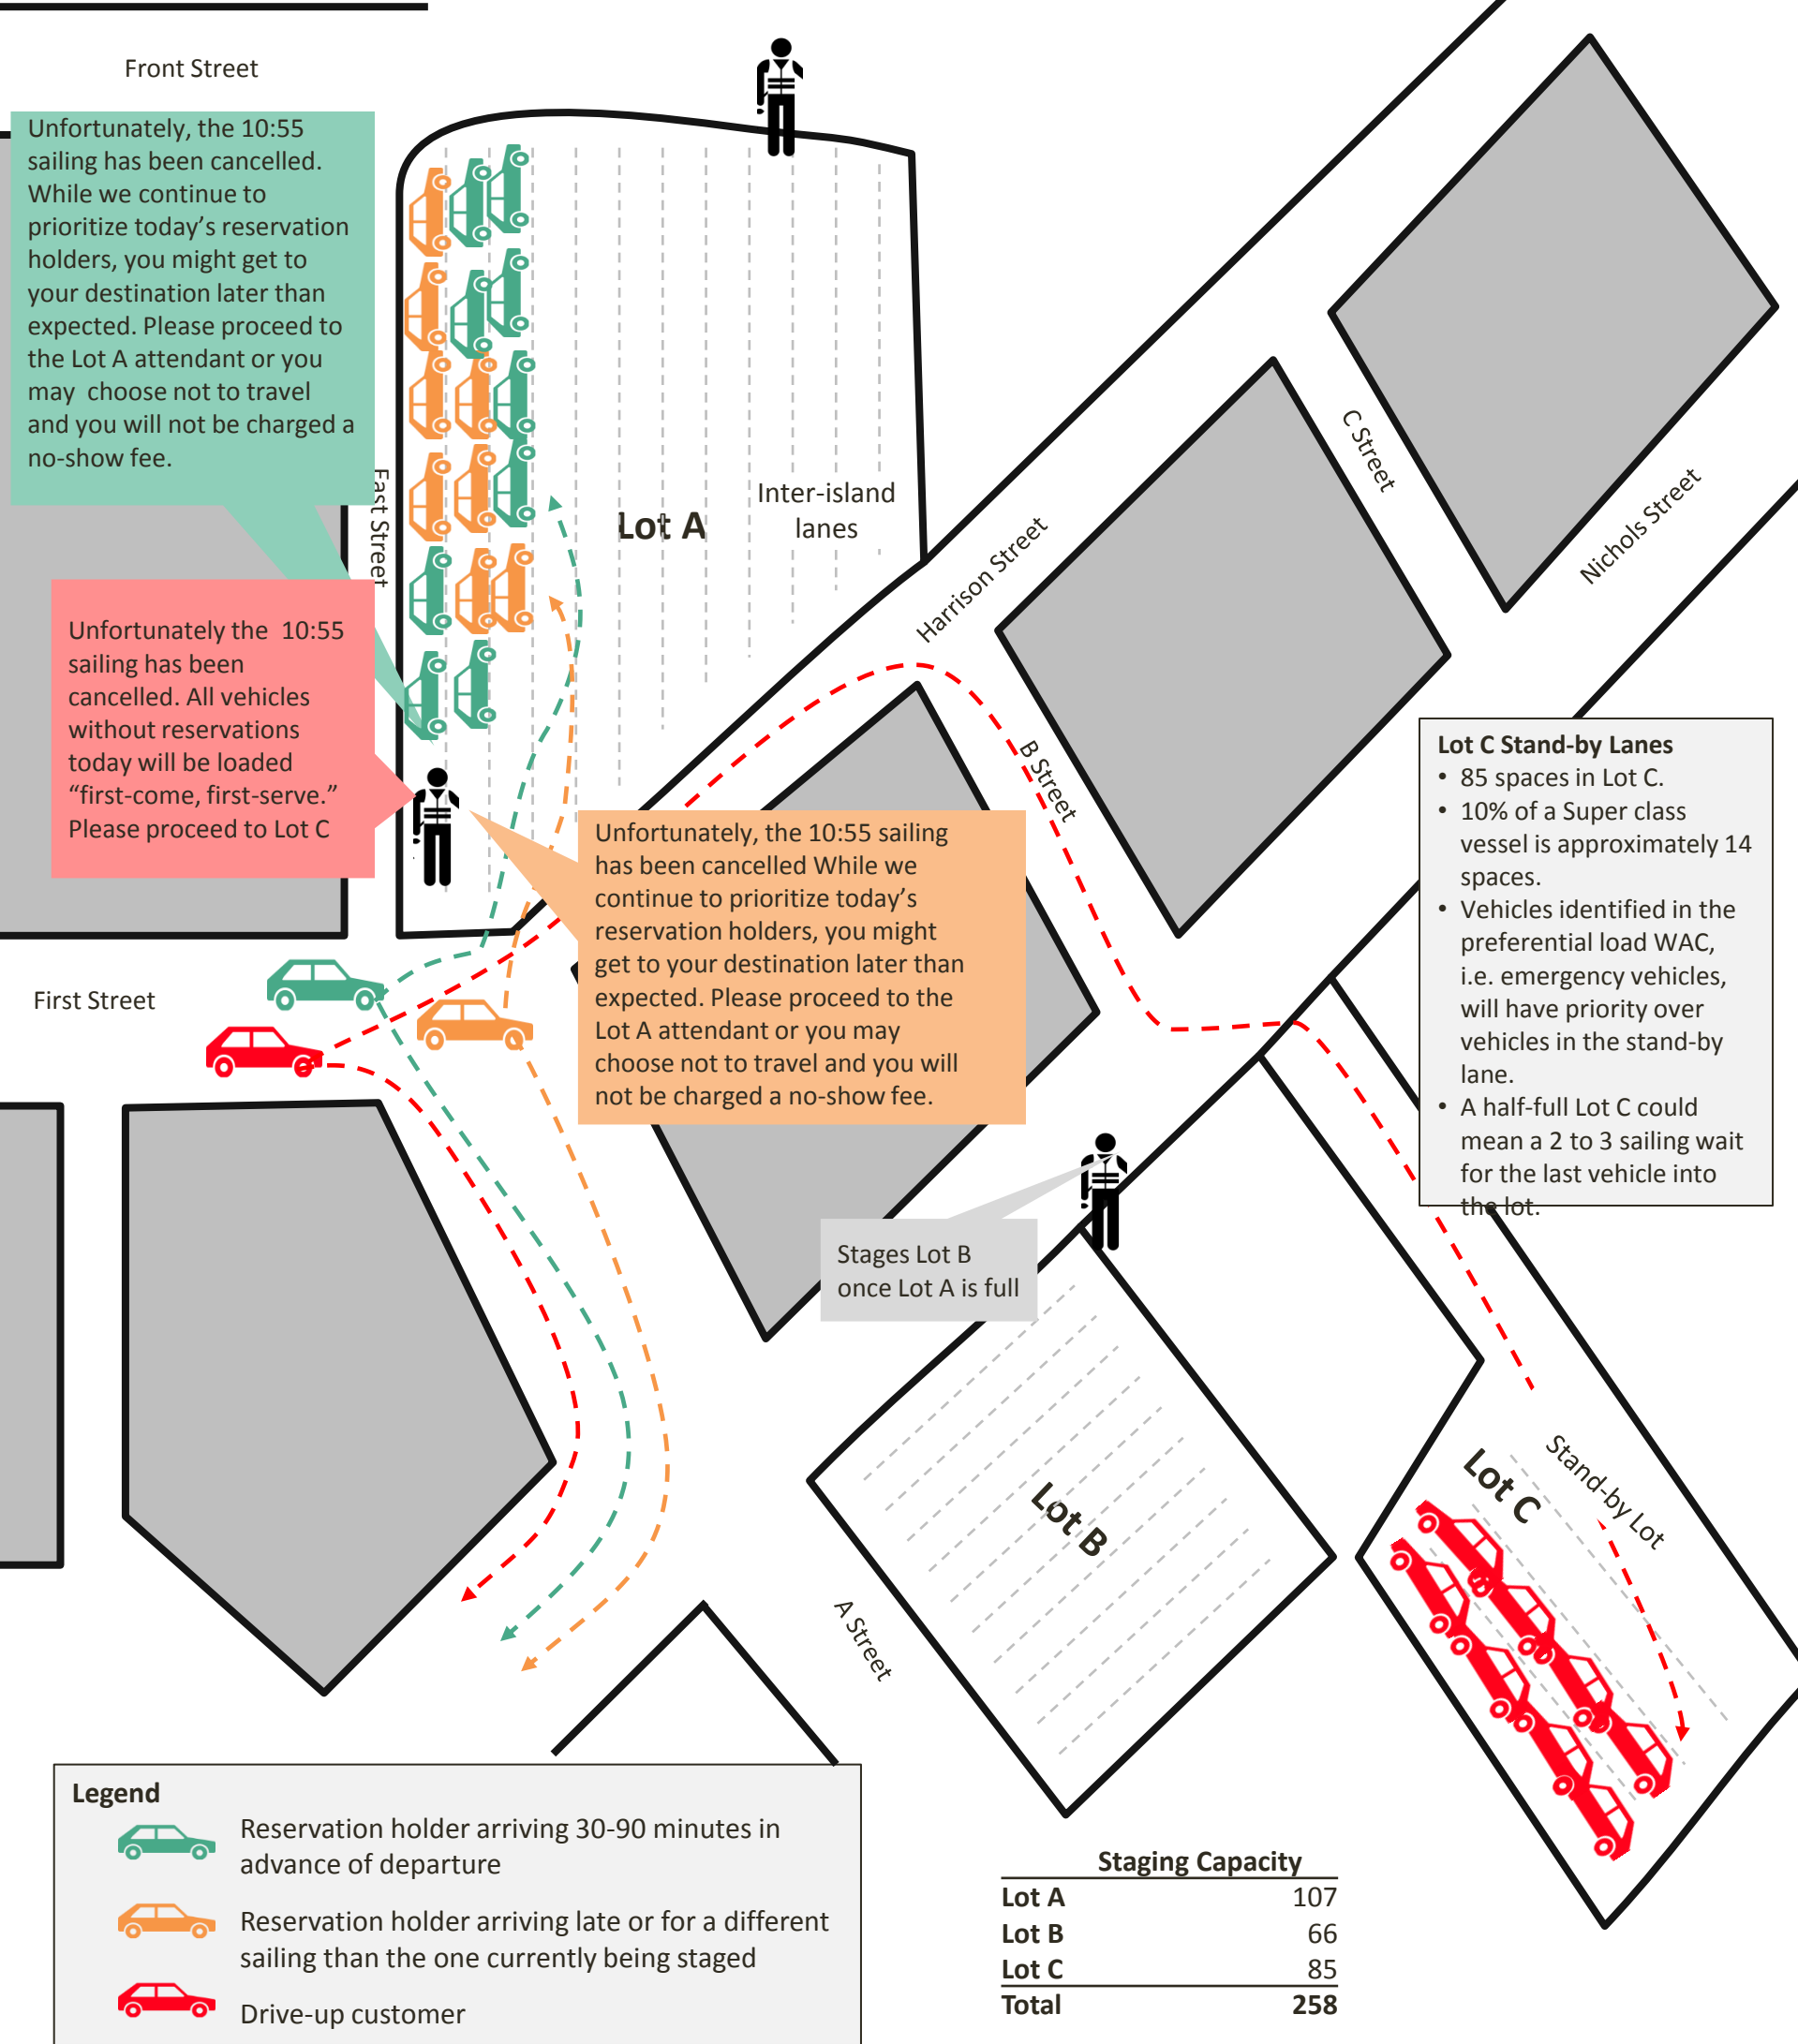 Front Street
Unfortunately, the 10:55
sailing has been cancelled.
While we continue to
prioritize today's reservation
holders, you might get to
your destination later than
expected. Please proceed to
the Lot A attendant or you
may choose not to travel
and you will not be charged a
no-show fee.
East Street
Lot A
Inter-island
lanes
Harrison Street
C Street
Nichols Street
Unfortunately the 10:55
sailing has been
cancelled. All vehicles
without reservations
today will be loaded
“first-come, first-serve.”
Please proceed to Lot C
B Street
Lot C Stand-by Lanes
• 85 spaces in Lot C.
• 10% of a Super class
vessel is approximately 14
spaces.
• Vehicles identified in the
preferential load WAC,
i.e. emergency vehicles,
will have priority over
vehicles in the stand-by
lane.
• A half-full Lot C could
mean a 2 to 3 sailing wait
for the last vehicle into
the lot.
Unfortunately, the 10:55 sailing
has been cancelled While we
continue to prioritize today's
reservation holders, you might
get to your destination later than
expected. Please proceed to the
Lot A attendant or you may
choose not to travel and you will
not be charged a no-show fee.
First Street
Stages Lot B
once Lot A is full
Lot B
A Street
Lot C
Stand-by Lot
Legend
Reservation holder arriving 30-90 minutes in
advance of departure
Reservation holder arriving late or for a different
sailing than the one currently being staged
Drive-up customer
Staging Capacity
Lot A 107
Lot B 66
Lot C 85
Total 258